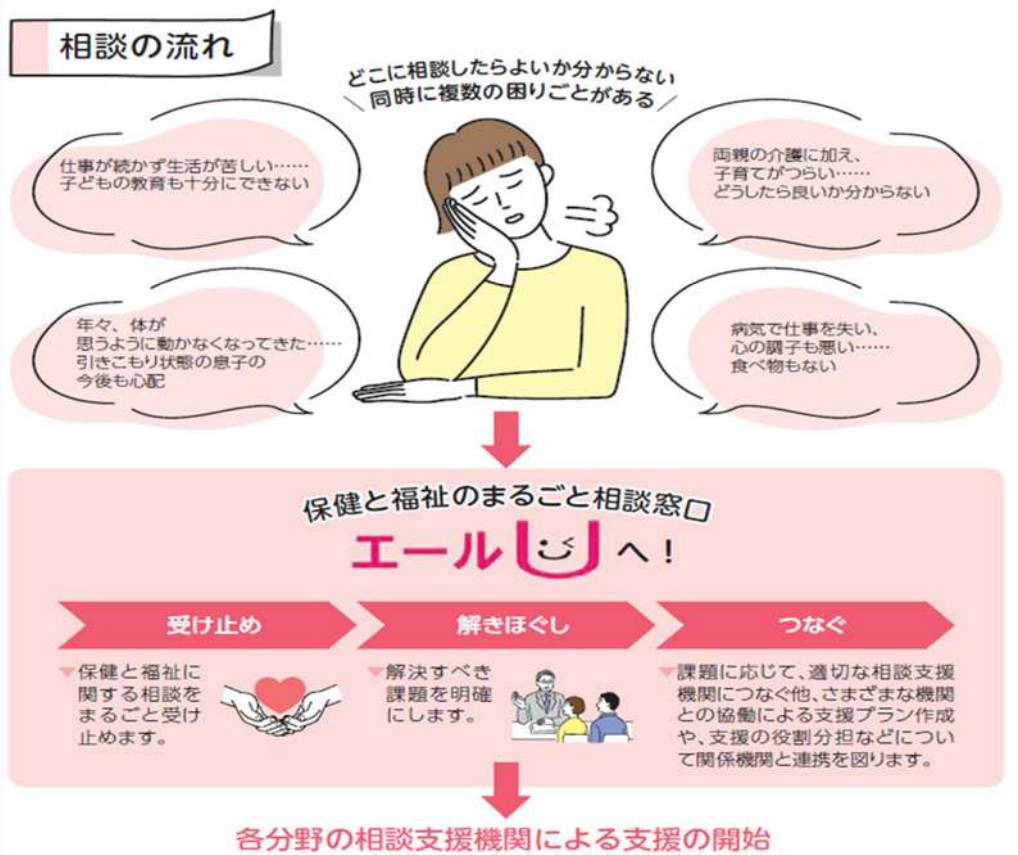 相談の流れ
どこに相談したらよいか分からない
同時に複数の困りごとがある
仕事が続かず生活が苦しい……
子どもの教育も十分にできない
両親の介護に加え、
子育てがつらい……
どうしたら良いか分からない
年々、体が
思うように動かなくなってきた……
引きこもり状態の息子の
今後も心配
病気で仕事を失い、
心の調子も悪い……
食べ物もない
保健と福祉のまるごと相談窓口
エールUへ！
受け止め
保健と福祉に
関する相談を
まるごと受け
止めます。
解きほぐし
解決すべき
課題を明確
にします。
つなぐ
課題に応じて、適切な相談支援
機関につなぐ他、さまざまな機関
との協働による支援プラン作成
や、支援の役割分担などについ
て関係機関と連携を図ります。
各分野の相談支援機関による支援の開始